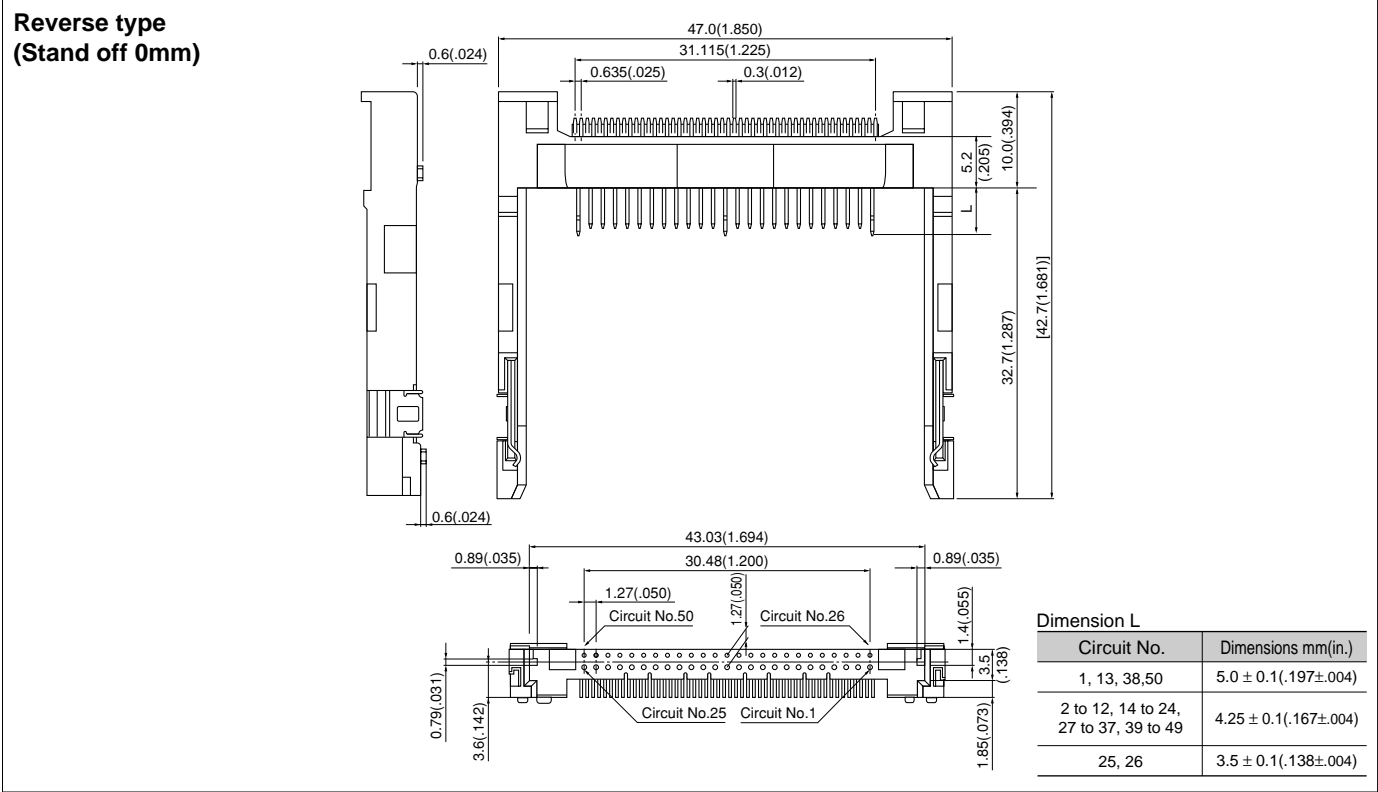 Reverse type
(Stand off 0mm)
47.0(1.850)
31.115(1.225)
0.6(.024)
0.635(.025)
0.3(.012)
5.2
(.205)
10.0(.394)
L
32.7(1.287)
[42.7(1.681)]
0.6(.024)
43.03(1.694)
0.89(.035)
30.48(1.200)
0.89(.035)
1.27(.050)
1.27(.050)
Circuit No.50
Circuit No.26
1.4(.055)
3.5
(.138)
0.79(.031)
3.6(.142)
Circuit No.25
Circuit No.1
1.85(.073)
Dimension L
Circuit No. Dimensions mm(in.)
1, 13, 38,50 5.0 ± 0.1(.197±.004)
2 to 12, 14 to 24,
27 to 37, 39 to 49 4.25 ± 0.1(.167±.004)
25, 26 3.5 ± 0.1(.138±.004)